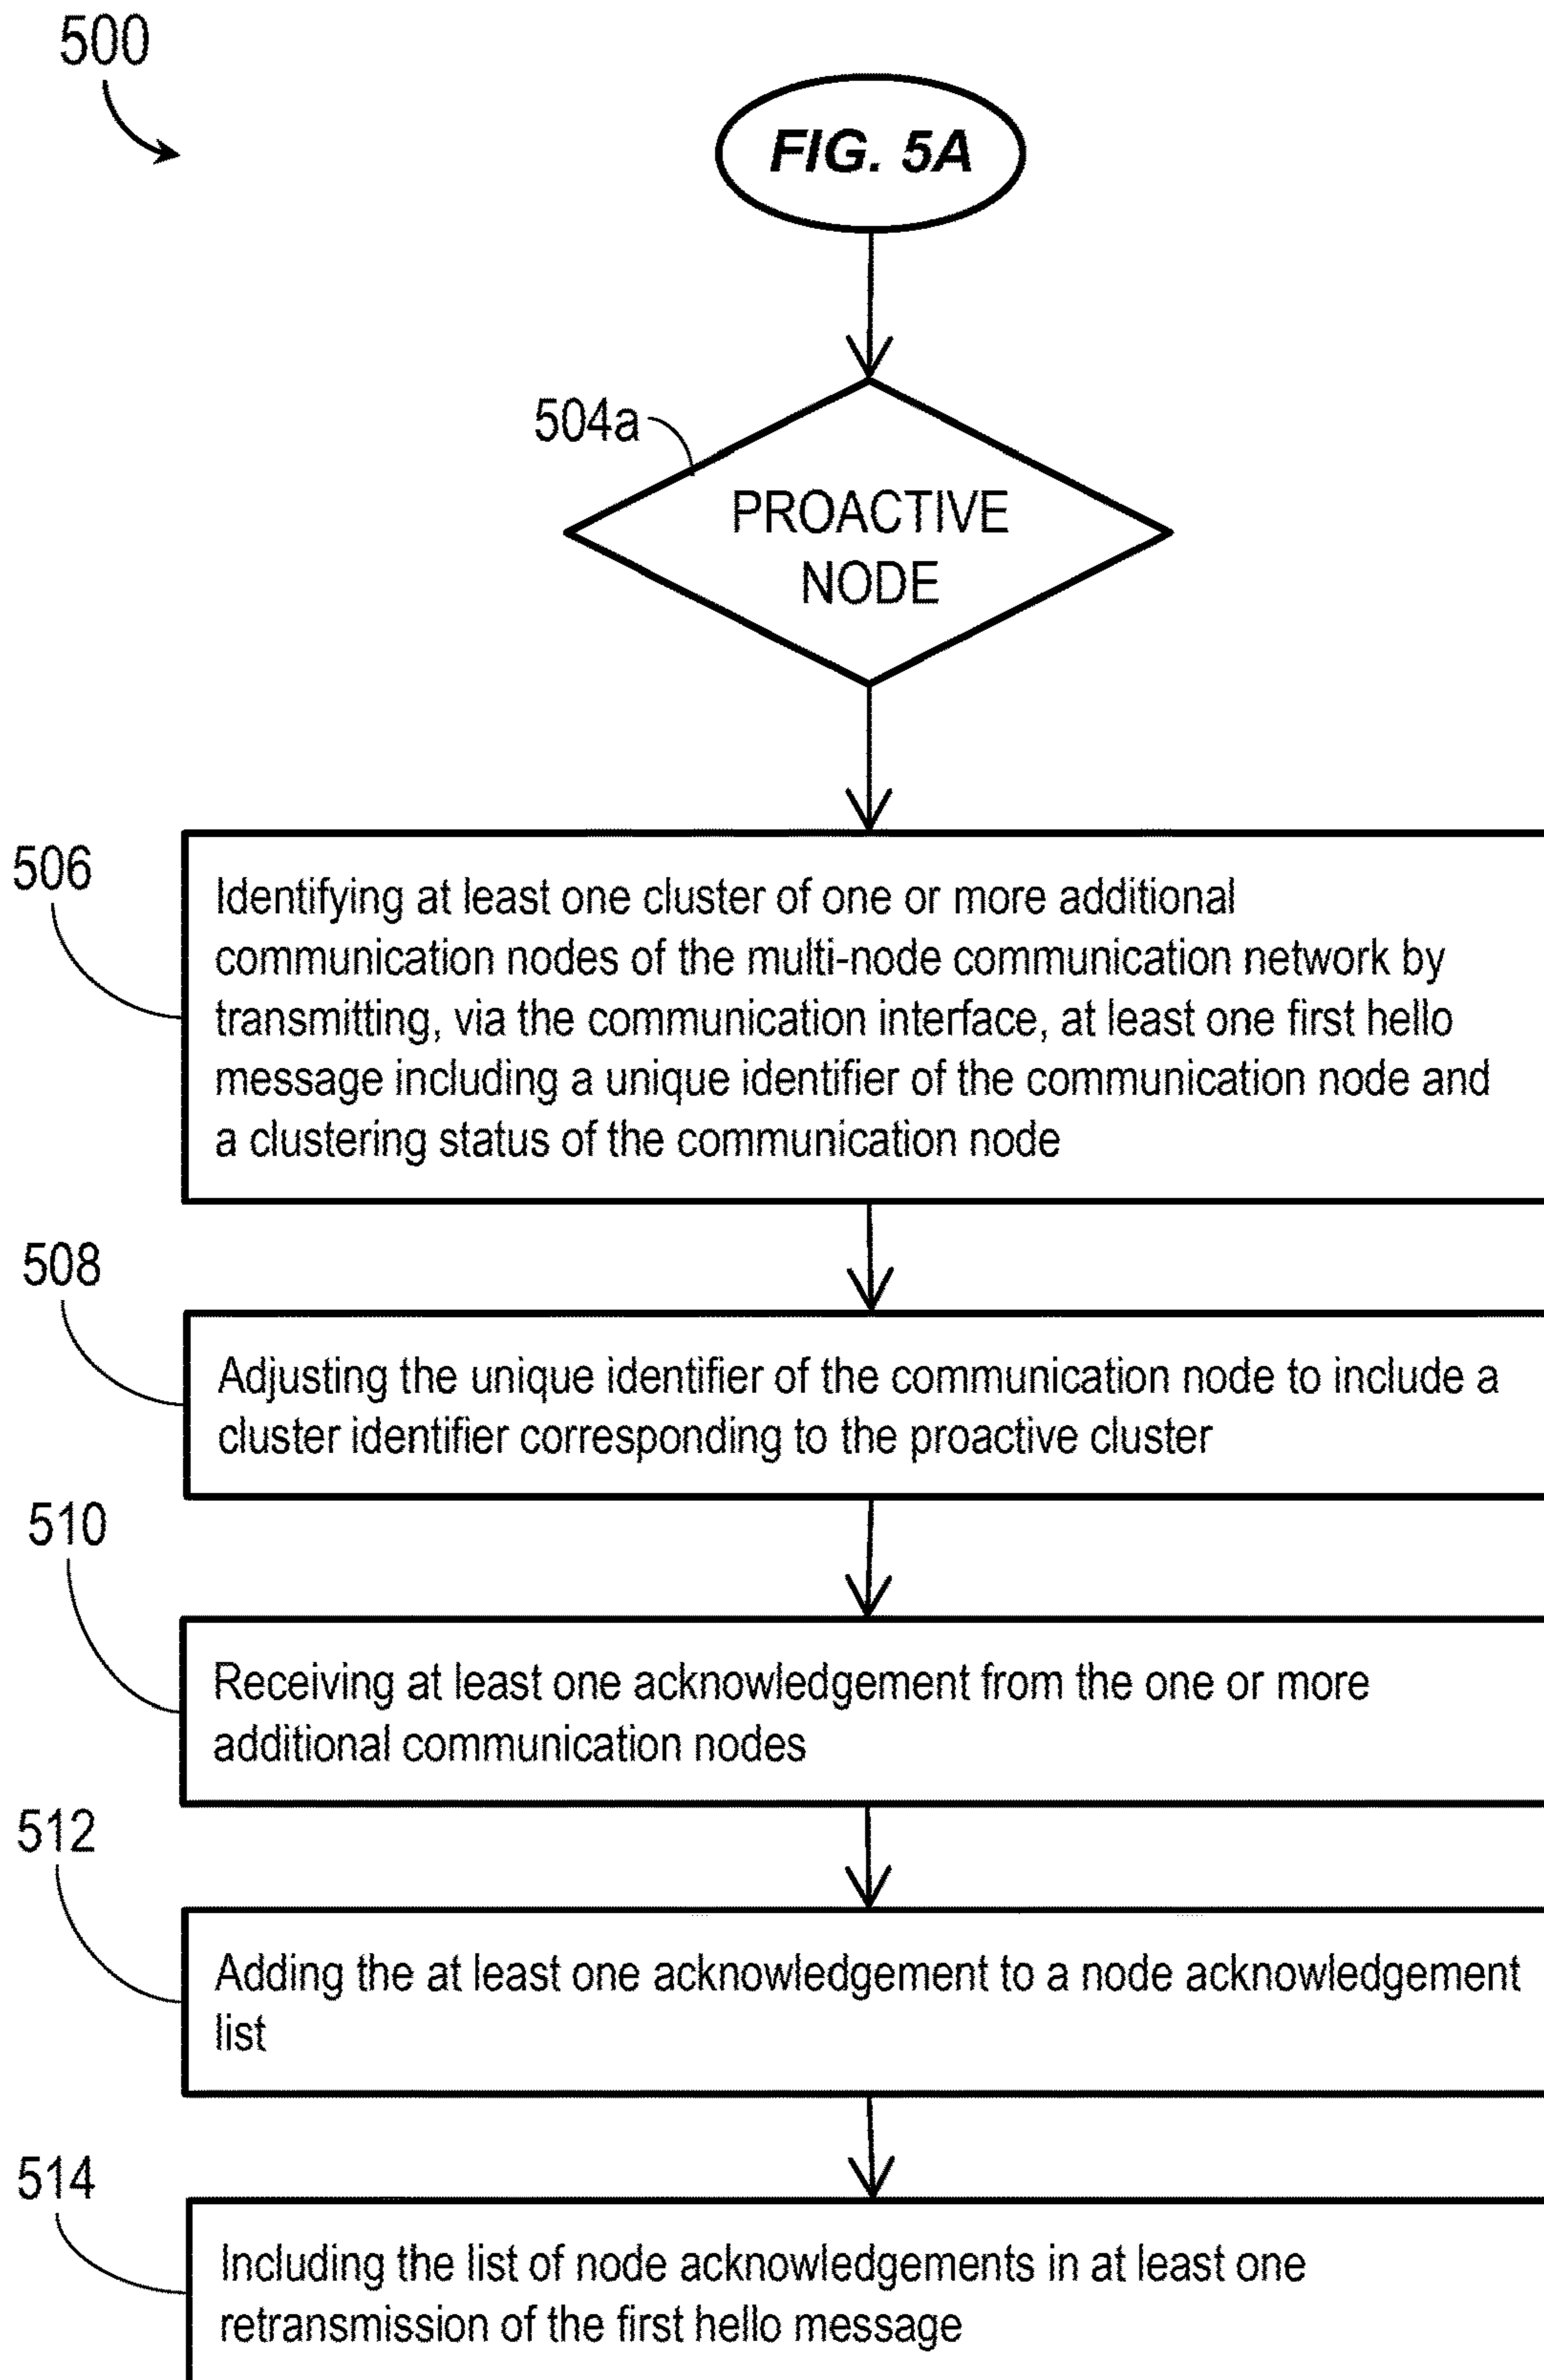 500
FIG. 5A
504a
PROACTIVE
NODE
506
Identifying at least one cluster of one or more additional
communication nodes of the multi-node communication network by
transmitting, via the communication interface, at least one first hello
message including a unique identifier of the communication node and
a clustering status of the communication node
508
Adjusting the unique identifier of the communication node to include a
cluster identifier corresponding to the proactive cluster
510
Receiving at least one acknowledgement from the one or more
additional communication nodes
512
Adding the at least one acknowledgement to a node acknowledgement
list
514
Including the list of node acknowledgements in at least one
retransmission of the first hello message